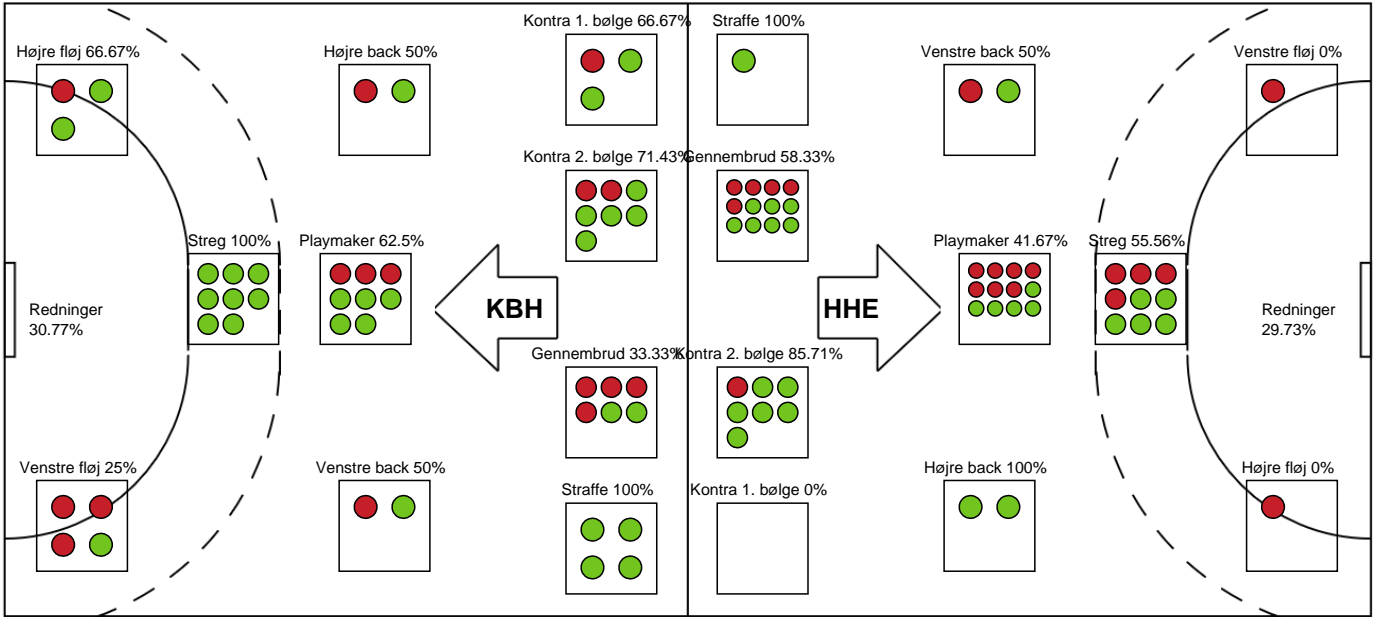 Kontra 1. bølge 66.67%
Straffe 100%
Højre fløj 66.67%
Højre back 50%
Venstre back 50%
Venstre fløj 0%
Kontra 2. bølge 71.43%
Gennembrud 58.33%
Streg 100%
Playmaker 62.5%
Playmaker 41.67%
Streg 55.56%
KBH
HHE
Redninger
30.77%
Redninger
29.73%
Gennembrud 33.33%
Kontra 2. bølge 85.71%
Venstre fløj 25%
Venstre back 50%
Højre back 100%
Højre fløj 0%
Straffe 100%
Kontra 1. bølge 0%